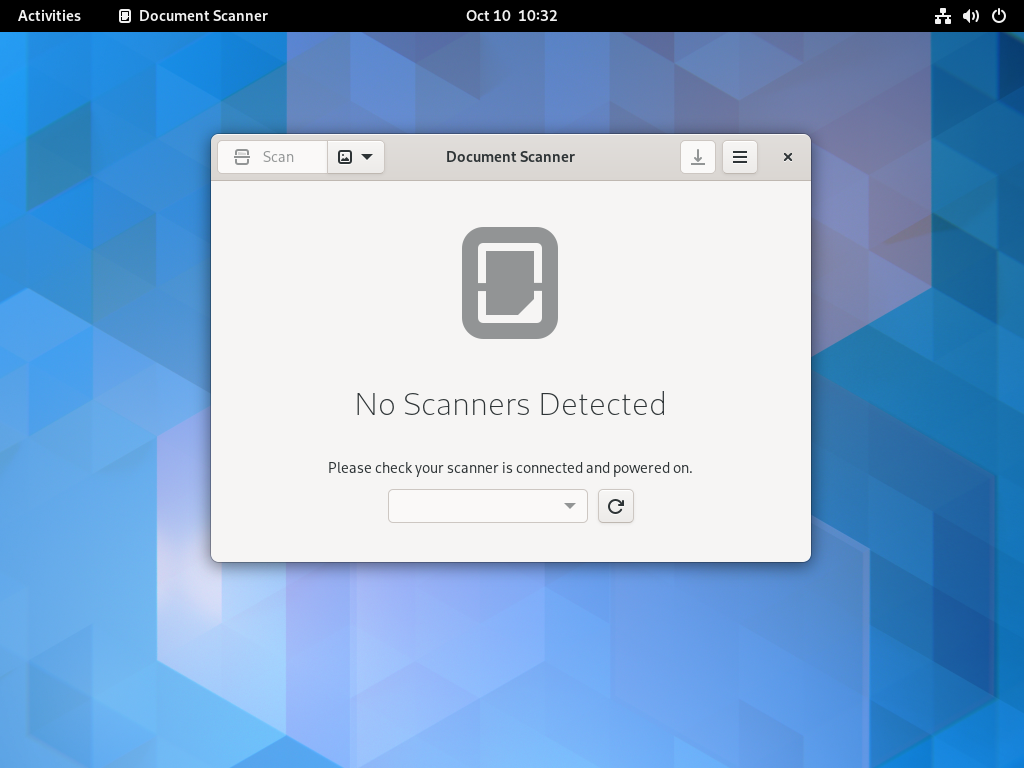 Activities Document Scanner Oct 10 10:32
Scan Document Scanner
No Scanners Detected
Please check your scanner is connected and powered on.